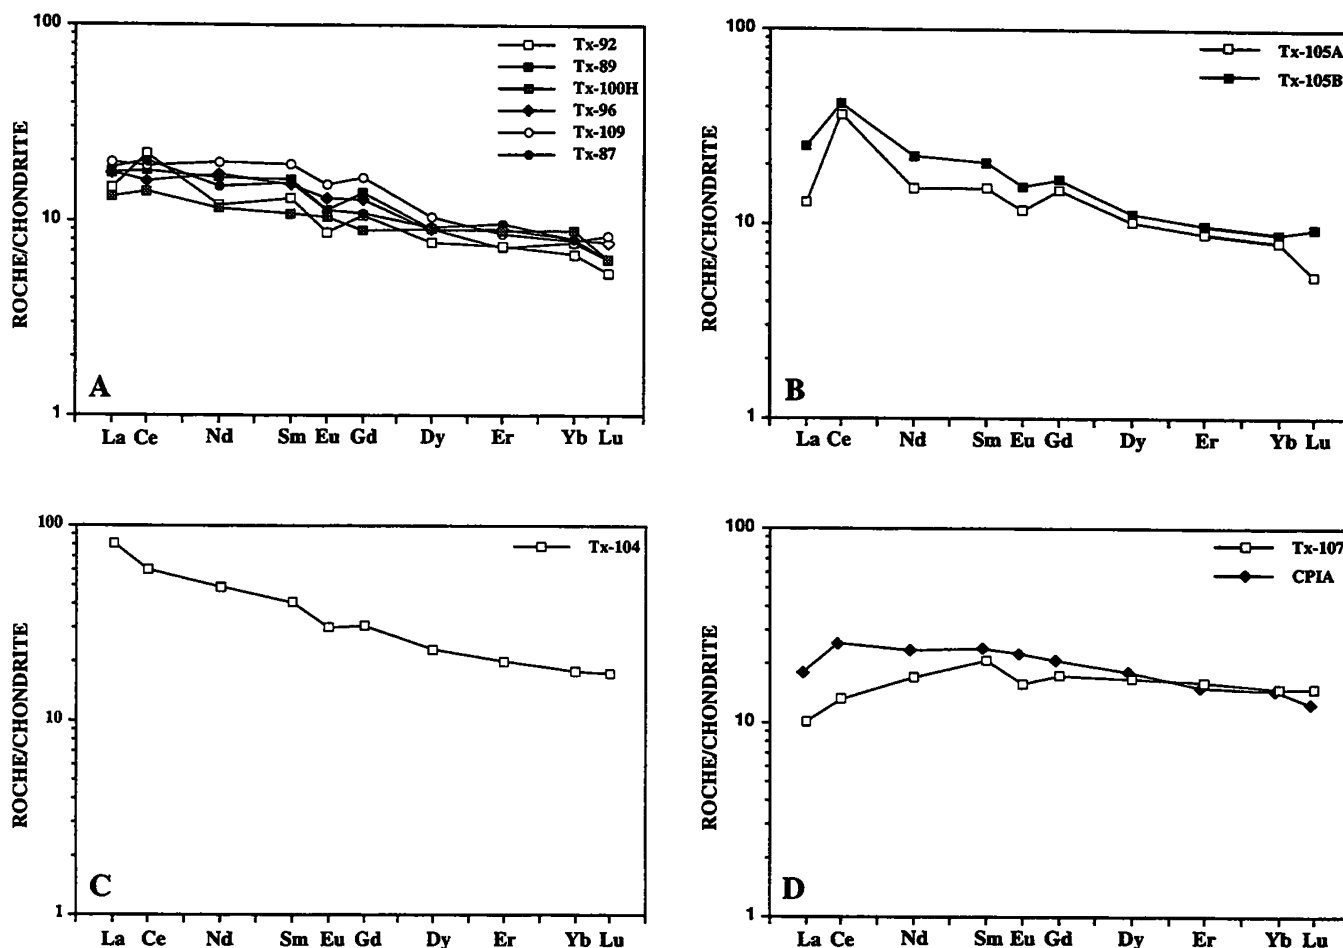 100
Tx-92
Tx-89
Tx-100H
Tx-96
Tx-109
Tx-87
ROCHE/CHONDRITE
10
A
1
La Ce Nd Sm Eu Gd Dy Er Yb Lu
100
Tx-105A
Tx-105B
ROCHE/CHONDRITE
10
B
1
La Ce Nd Sm Eu Gd Dy Er Yb Lu
100
Tx-104
ROCHE/CHONDRITE
10
C
1
La Ce Nd Sm Eu Gd Dy Er Yb Lu
100
Tx-107
CPIA
ROCHE/CHONDRITE
10
D
1
La Ce Nd Sm Eu Gd Dy Er Yb Lu